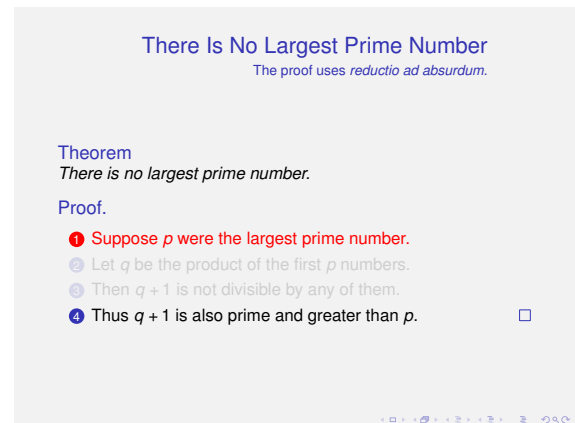 There Is No Largest Prime Number
The proof uses reductio ad absurdum.
Theorem
There is no largest prime number.
Proof.
1 Suppose p were the largest prime number.
2 Let q be the product of the first p numbers.
3 Then q + 1 is not divisible by any of them.
4 Thus q + 1 is also prime and greater than p.